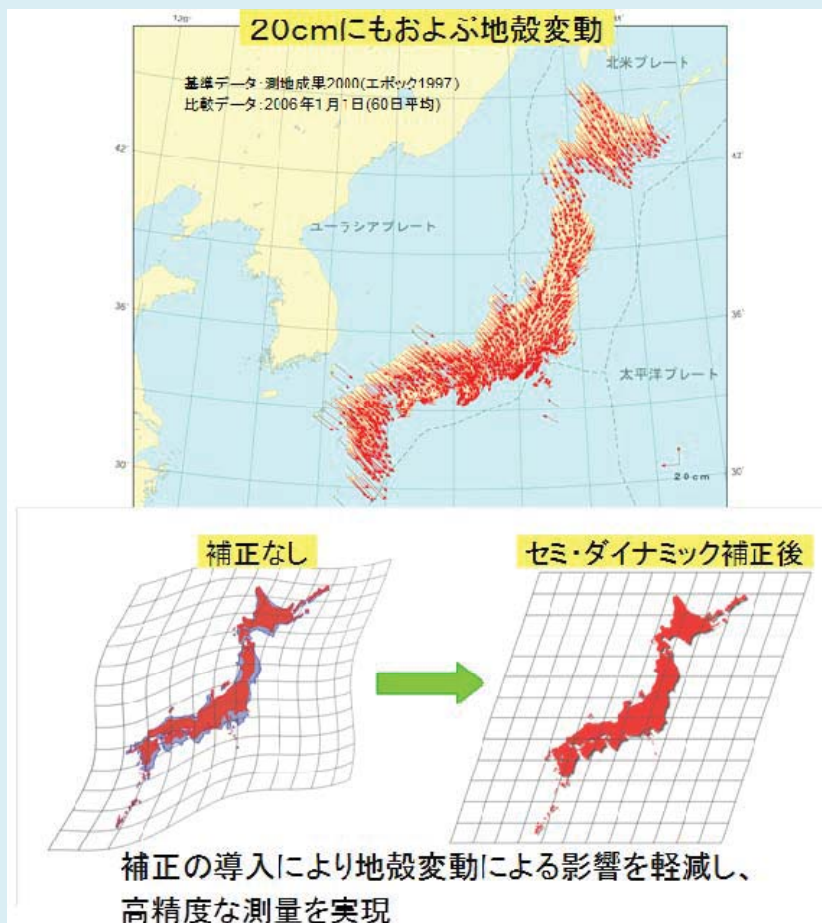 20cmにもおよぶ地殻変動
基準データ:測地成果2000(エポック1997)
比較データ:2006年1月1日(60日平均)
北米プレート
42°
42°
ユーラシアプレート
36°
36°
太平洋プレート
30°
30°
20cm
補正なし
セミ・ダイナミック補正後
補正の導入により地殻変動による影響を軽減し、
高精度な測量を実現